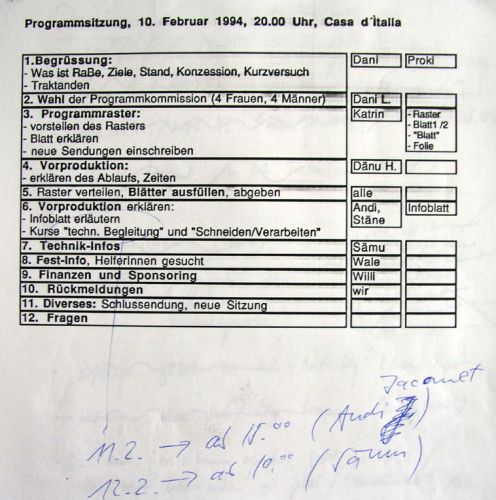 Programmsitzung, 10. Februar 1994, 20.00 Uhr, Casa d´Italia
1.Begrüssung: Dani Proki
- Was ist RaBe, Ziele, Stand, Konzession, Kurzversuch
- Traktanden
2. Wahl der Programmkommission (4 Frauen, 4 Männer) Dani L.
3. Programmraster: Katrin - Raster
- vorstellen des Rasters - Blatt1 /2
- Blatt erklären - "Blatt"
- neue Sendungen einschreiben - Folie
4. Vorproduktion: Dänu H.
- erklären des Ablaufs, Zeiten
5. Raster verteilen, Blätter ausfüllen, abgeben alle
6. Vorproduktion erklären: Andi, Infoblatt
- Infoblatt erläutern Stäne
- Kurse "techn. Begleitung" und "Schneiden/Verarbeiten"
7. Technik-Infos Sämu
8. Fest-Info, HelferInnen gesucht Wale
9. Finanzen und Sponsoring Willi
10. Rückmeldungen wir
11. Diverses: Schlussendung, neue Sitzung
12. Fragen
Jacomet
11.2. → ab 15.00 (Andi )
12.2. → ab 10.00 (Sämu)